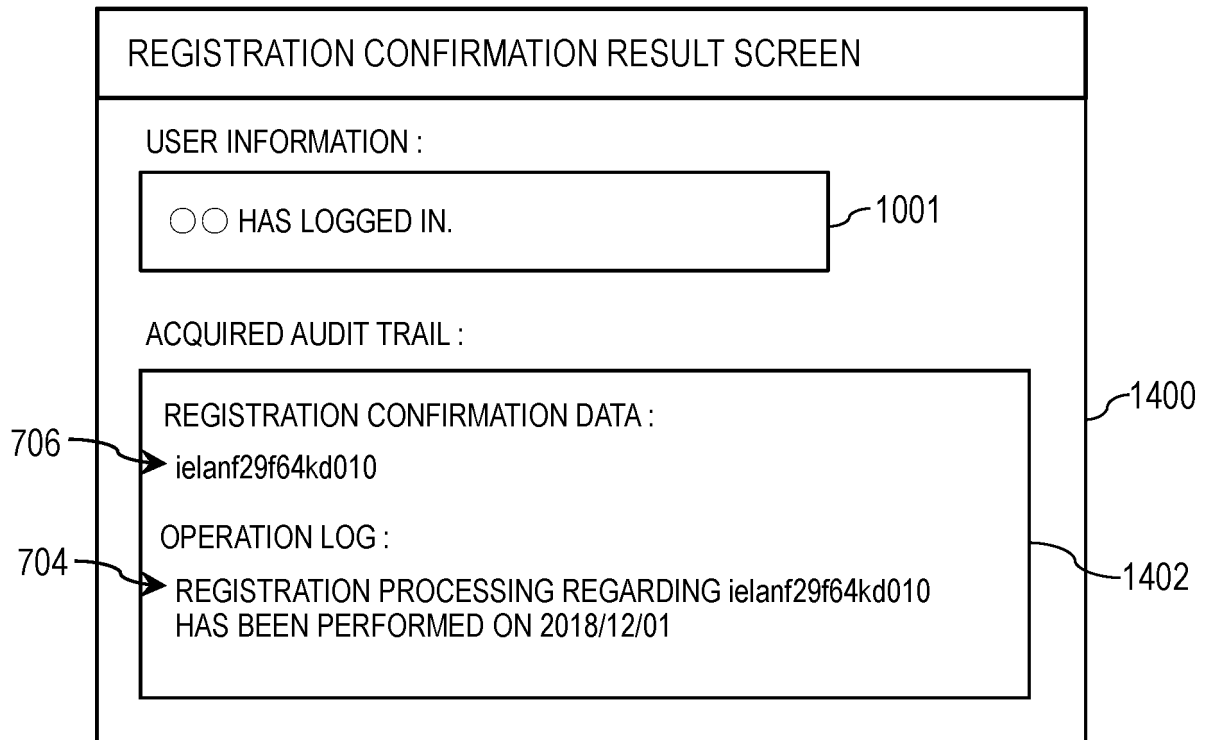 REGISTRATION CONFIRMATION RESULT SCREEN
USER INFORMATION :
○○ HAS LOGGED IN.
1001
ACQUIRED AUDIT TRAIL :
1400
REGISTRATION CONFIRMATION DATA :
706
ielanf29f64kd010
OPERATION LOG :
704
REGISTRATION PROCESSING REGARDING ielanf29f64kd010
HAS BEEN PERFORMED ON 2018/12/01
1402